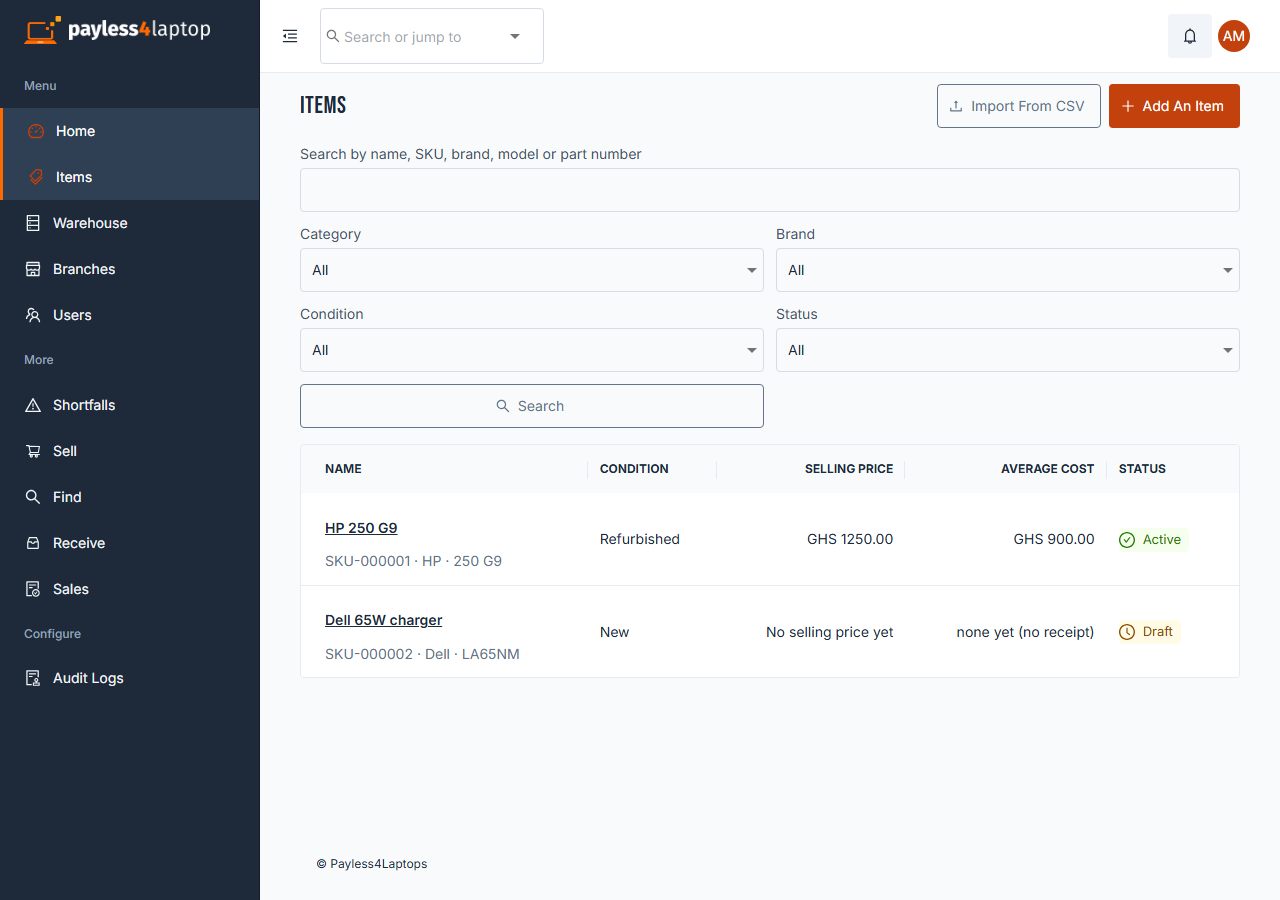 payless4laptop
Search or jump to
AM
Menu
Home
Items
Warehouse
Branches
Users
More
Shortfalls
Sell
Find
Receive
Sales
Configure
Audit Logs
ITEMS
Import From CSV
Add An Item
Search by name, SKU, brand, model or part number
Category
Brand
All
All
Condition
Status
All
All
Search
NAME CONDITION SELLING PRICE AVERAGE COST STATUS
HP 250 G9
SKU-000001 · HP · 250 G9
Refurbished GHS 1250.00 GHS 900.00 Active
Dell 65W charger
SKU-000002 · Dell · LA65NM
New No selling price yet none yet (no receipt) Draft
© Payless4Laptops